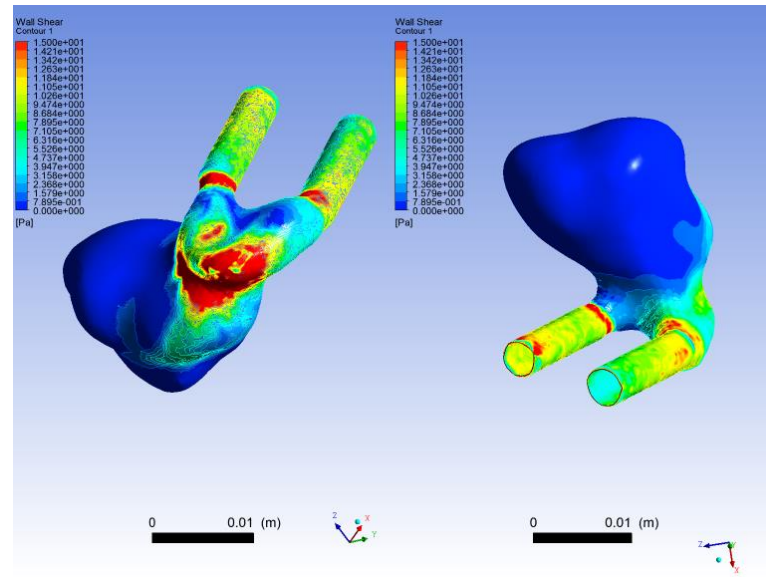 Wall Shear
Contour 1
1.500e+001
1.421e+001
1.342e+001
1.263e+001
1.184e+001
1.105e+001
1.026e+001
9.474e+000
8.684e+000
7.895e+000
7.105e+000
6.316e+000
5.526e+000
4.737e+000
3.947e+000
3.158e+000
2.368e+000
1.579e+000
7.895e-001
0.000e+000
[Pa]
0 0.01 (m)
Z X Y
Wall Shear
Contour 1
1.500e+001
1.421e+001
1.342e+001
1.263e+001
1.184e+001
1.105e+001
1.026e+001
9.474e+000
8.684e+000
7.895e+000
7.105e+000
6.316e+000
5.526e+000
4.737e+000
3.947e+000
3.158e+000
2.368e+000
1.579e+000
7.895e-001
0.000e+000
[Pa]
0 0.01 (m)
Z Y
X